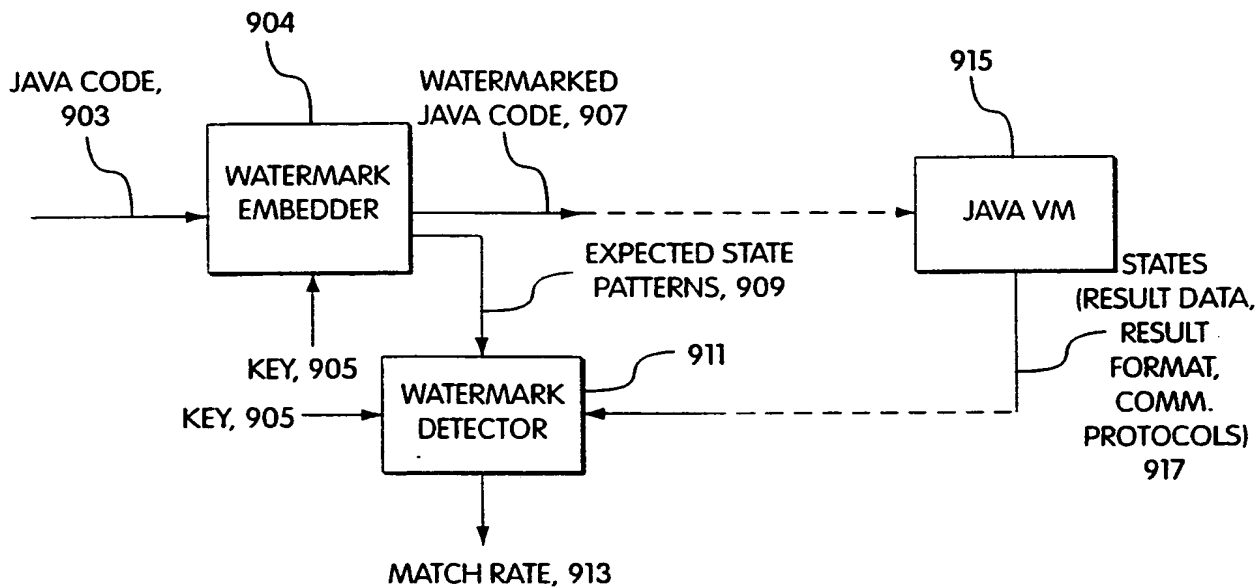 904
JAVA CODE,
903
WATERMARKED
JAVA CODE, 907
915
WATERMARK
EMBEDDER
JAVA VM
EXPECTED STATE
PATTERNS, 909
STATES
(RESULT DATA,
RESULT
FORMAT,
COMM.
PROTOCOLS)
917
KEY, 905
911
KEY, 905
WATERMARK
DETECTOR
MATCH RATE, 913